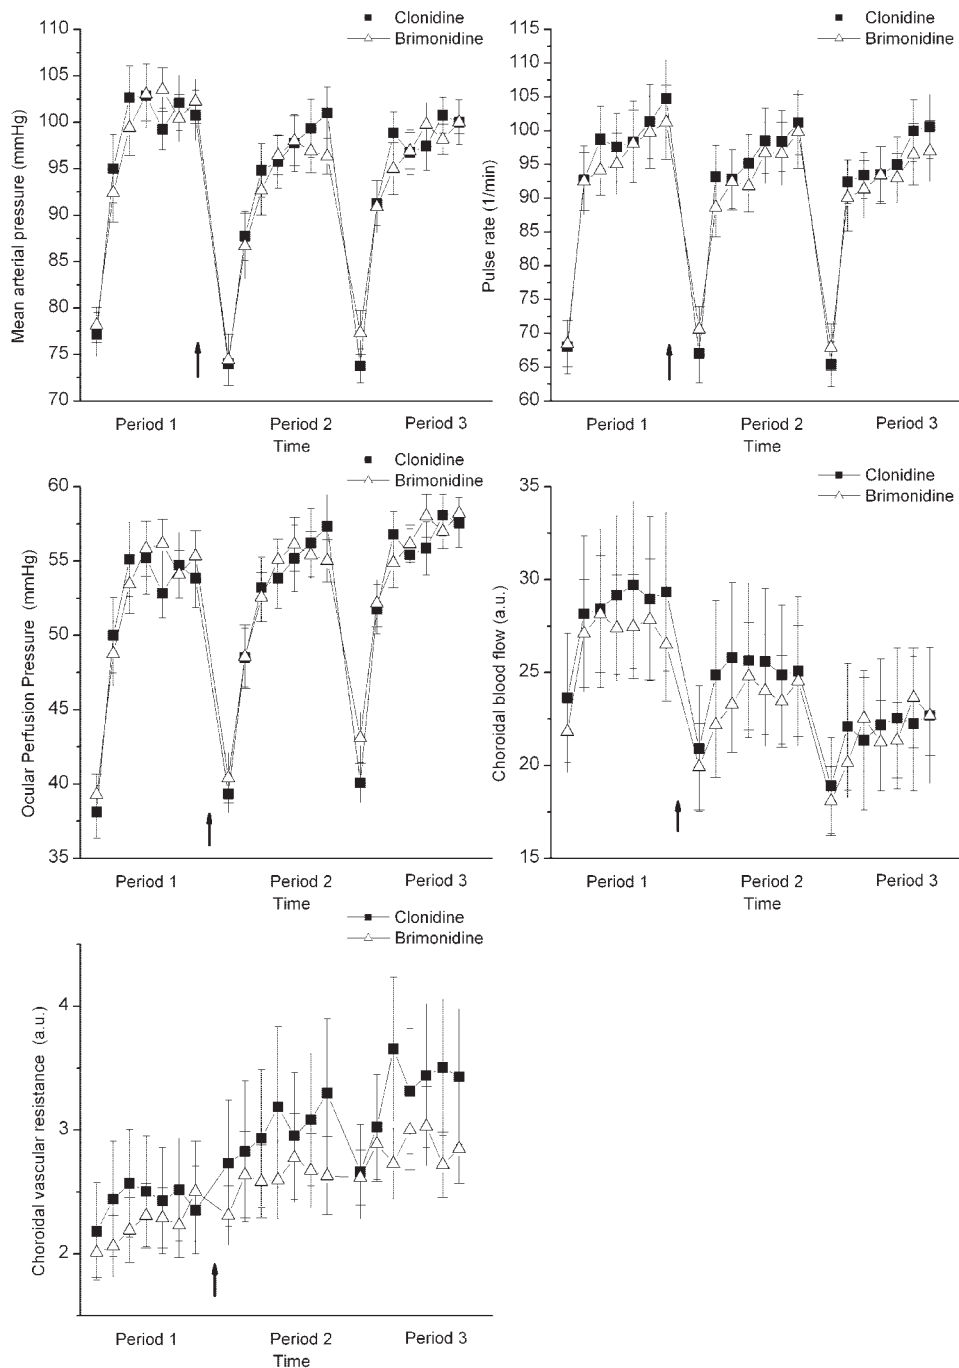 Clonidine
Brimonidine
Mean arterial pressure (mmHg)
110
105
100
95
90
85
80
75
70
Period 1
Period 2
Period 3
Time
Clonidine
Brimonidine
Pulse rate (1/min)
115
110
105
100
95
90
85
80
75
70
65
60
Period 1
Period 2
Period 3
Time
Clonidine
Brimonidine
Ocular Perfusion Pressure (mmHg)
60
55
50
45
40
35
Period 1
Period 2
Period 3
Time
Clonidine
Brimonidine
Choroidal blood flow (a.u.)
35
30
25
20
15
Period 1
Period 2
Period 3
Time
Clonidine
Brimonidine
Choroidal vascular resistance (a.u.)
4
3
2
Period 1
Period 2
Period 3
Time